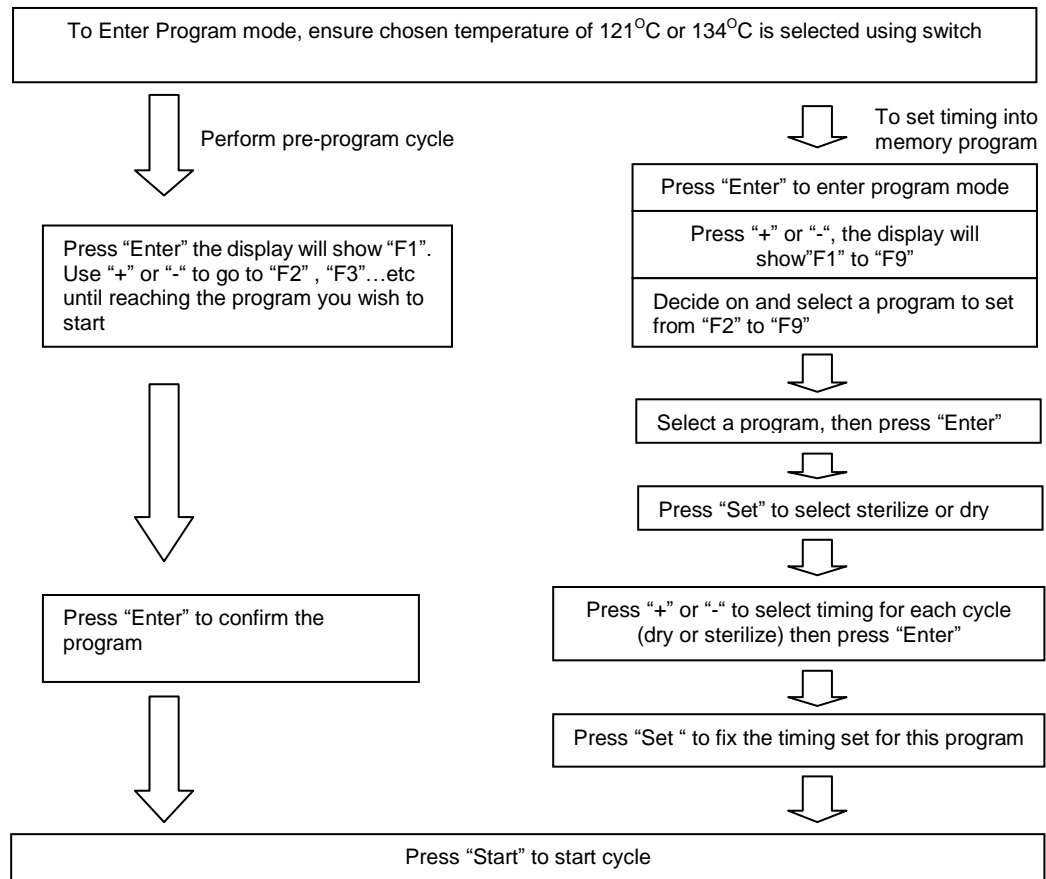 To Enter Program mode, ensure chosen temperature of 121°C or 134°C is selected using switch
Perform pre-program cycle
Press “Enter” the display will show “F1”.
Use “+” or “-“ to go to “F2” , “F3”…etc
until reaching the program you wish to
start
Press “Enter” to confirm the
program
To set timing into
memory program
Press “Enter” to enter program mode
Press “+” or “-“, the display will
show”F1” to “F9”
Decide on and select a program to set
from “F2” to “F9”
Select a program, then press “Enter”
Press “Set” to select sterilize or dry
Press “+” or “-“ to select timing for each cycle
(dry or sterilize) then press “Enter”
Press “Set “ to fix the timing set for this program
Press “Start” to start cycle